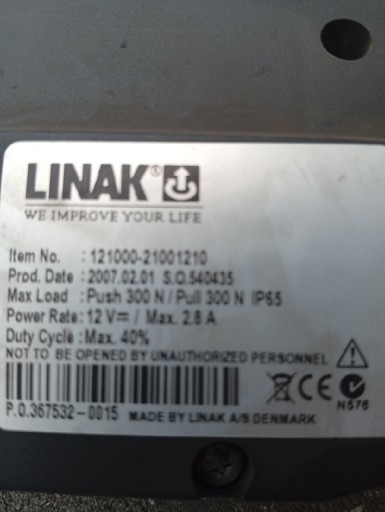 LINAK®
WE IMPROVE YOUR LIFE
Item No. : 121000-21001210
Prod. Date : 2007.02.01 S.O.540435
Max Load : Push 300 N / Pull 300 N IP65
Power Rate: 12 V⎓ / Max. 2.8 A
Duty Cycle : Max. 40%
NOT TO BE OPENED BY UNAUTHORIZED PERSONNEL
CE
N576
P.O.367532-0015 MADE BY LINAK A/S DENMARK